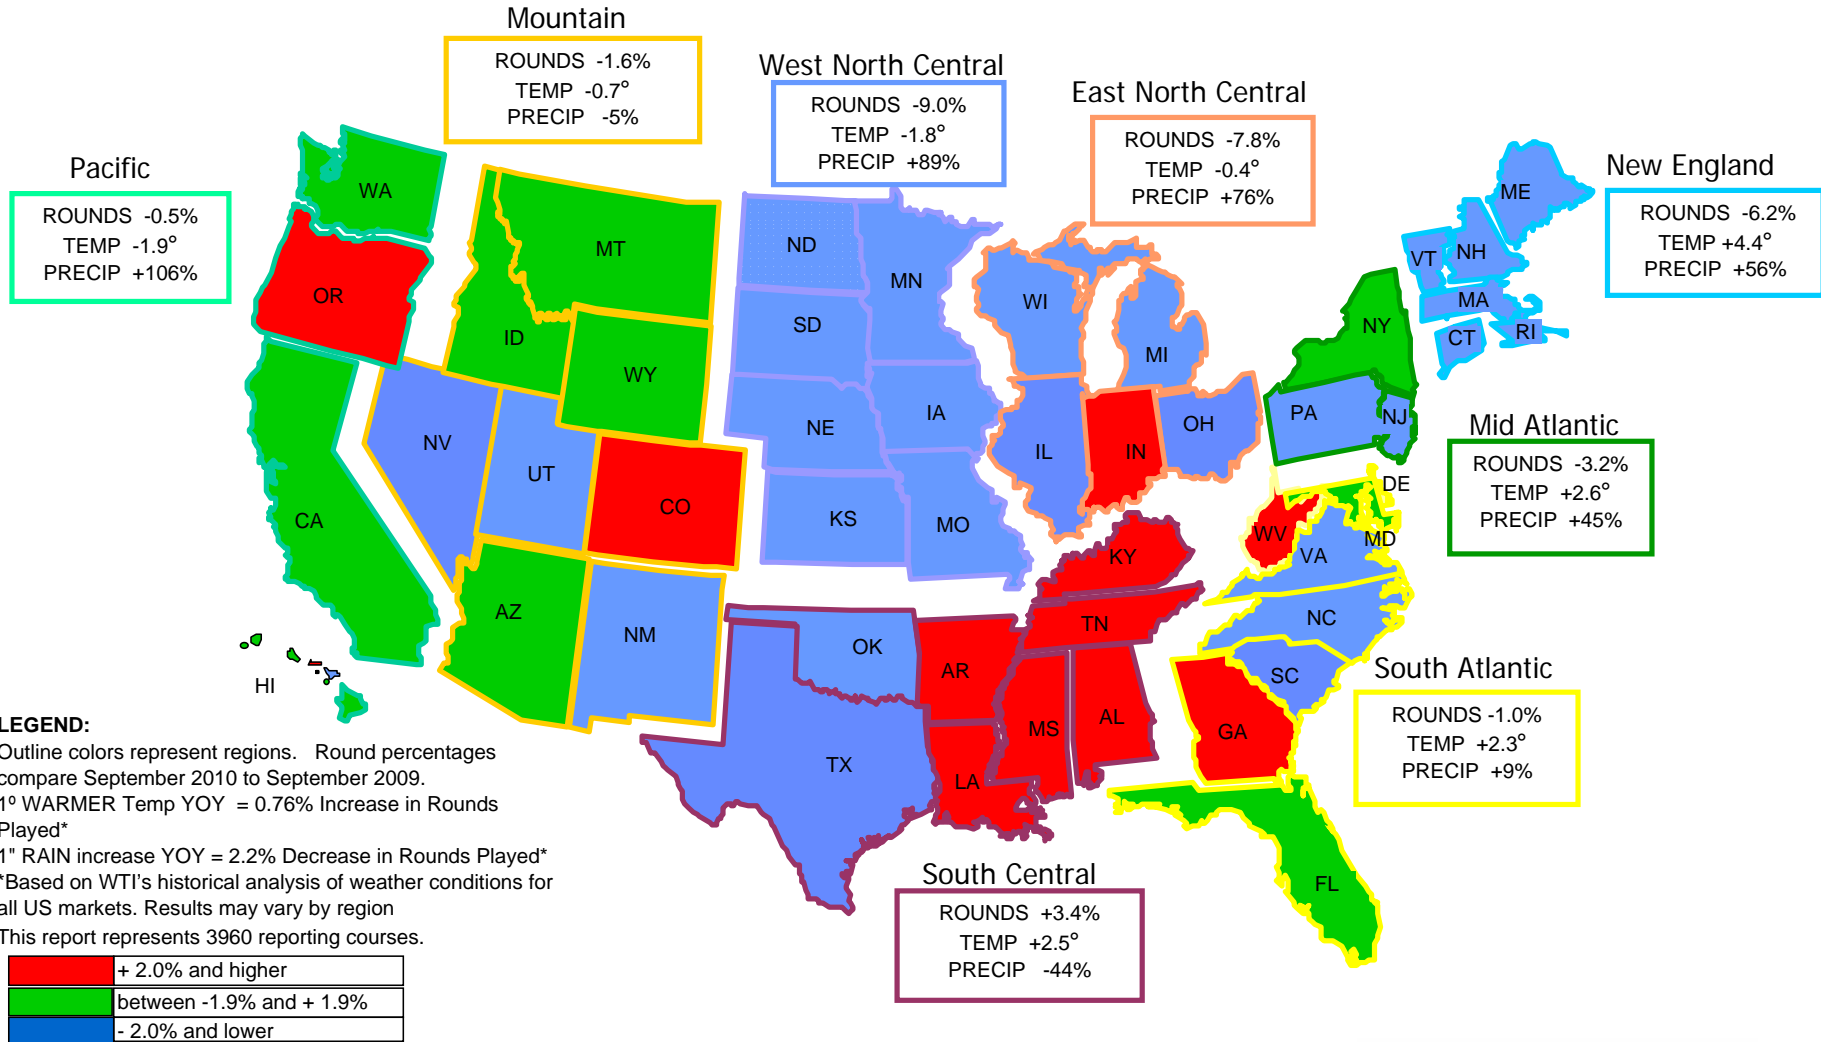 Mountain
ROUNDS -1.6%
TEMP -0.7°
PRECIP -5%
West North Central
ROUNDS -9.0%
TEMP -1.8°
PRECIP +89%
East North Central
ROUNDS -7.8%
TEMP -0.4°
PRECIP +76%
Pacific
ROUNDS -0.5%
TEMP -1.9°
PRECIP +106%
New England
ROUNDS -6.2%
TEMP +4.4°
PRECIP +56%
WA
OR
CA
HI
MT
ID
WY
NV
UT
CO
AZ
NM
ND
SD
NE
KS
MN
IA
MO
WI
MI
IL
IN
OH
ME
VT
NH
MA
CT
RI
NY
PA
NJ
Mid Atlantic
ROUNDS -3.2%
TEMP +2.6°
PRECIP +45%
DE
MD
WV
VA
NC
SC
GA
FL
KY
TN
MS
AL
AR
LA
OK
TX
South Atlantic
ROUNDS -1.0%
TEMP +2.3°
PRECIP +9%
South Central
ROUNDS +3.4%
TEMP +2.5°
PRECIP -44%
LEGEND:
Outline colors represent regions. Round percentages
compare September 2010 to September 2009.
1º WARMER Temp YOY = 0.76% Increase in Rounds
Played*
1" RAIN increase YOY = 2.2% Decrease in Rounds Played*
*Based on WTI's historical analysis of weather conditions for
all US markets. Results may vary by region
This report represents 3960 reporting courses.
+ 2.0% and higher
between -1.9% and + 1.9%
- 2.0% and lower